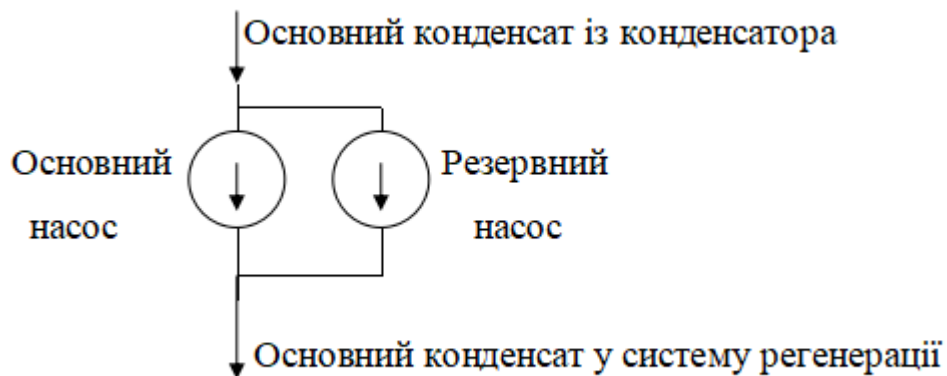 Основний конденсат із конденсатора
Основний
насос
Резервний
насос
Основний конденсат у систему регенерації